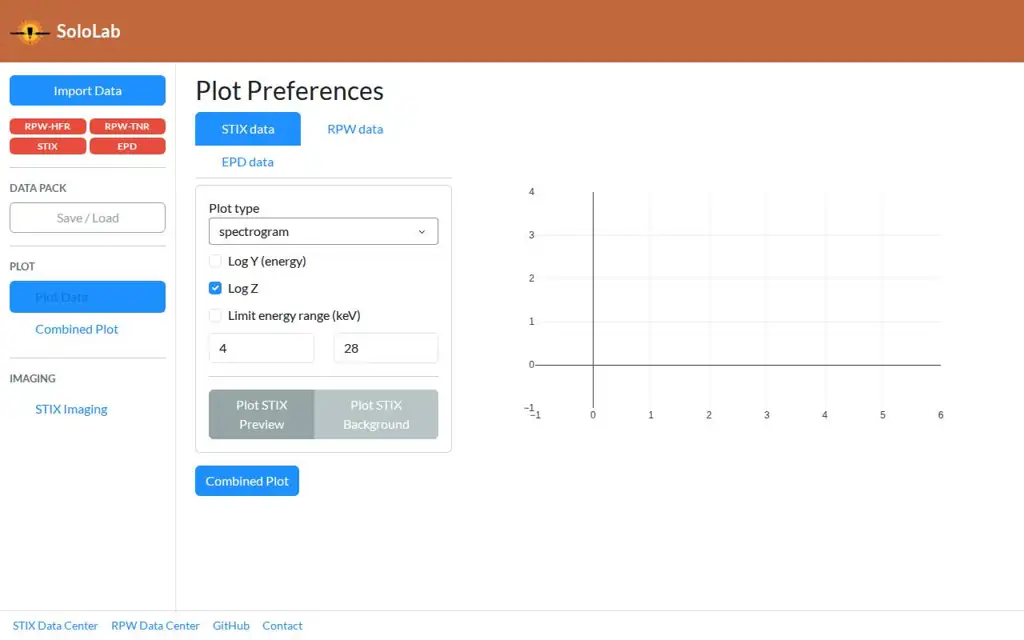 SoloLab
Import Data
RPW-HFR
RPW-TNR
STIX
EPD
DATA PACK
Save / Load
PLOT
Plot Data
Combined Plot
IMAGING
STIX Imaging
Plot Preferences
STIX data
RPW data
EPD data
Plot type
spectrogram
Log Y (energy)
Log Z
Limit energy range (keV)
4
28
Plot STIX
Preview
Plot STIX
Background
Combined Plot
4
3
2
1
0
−1
−1
0
1
2
3
4
5
6
STIX Data Center
RPW Data Center
GitHub
Contact